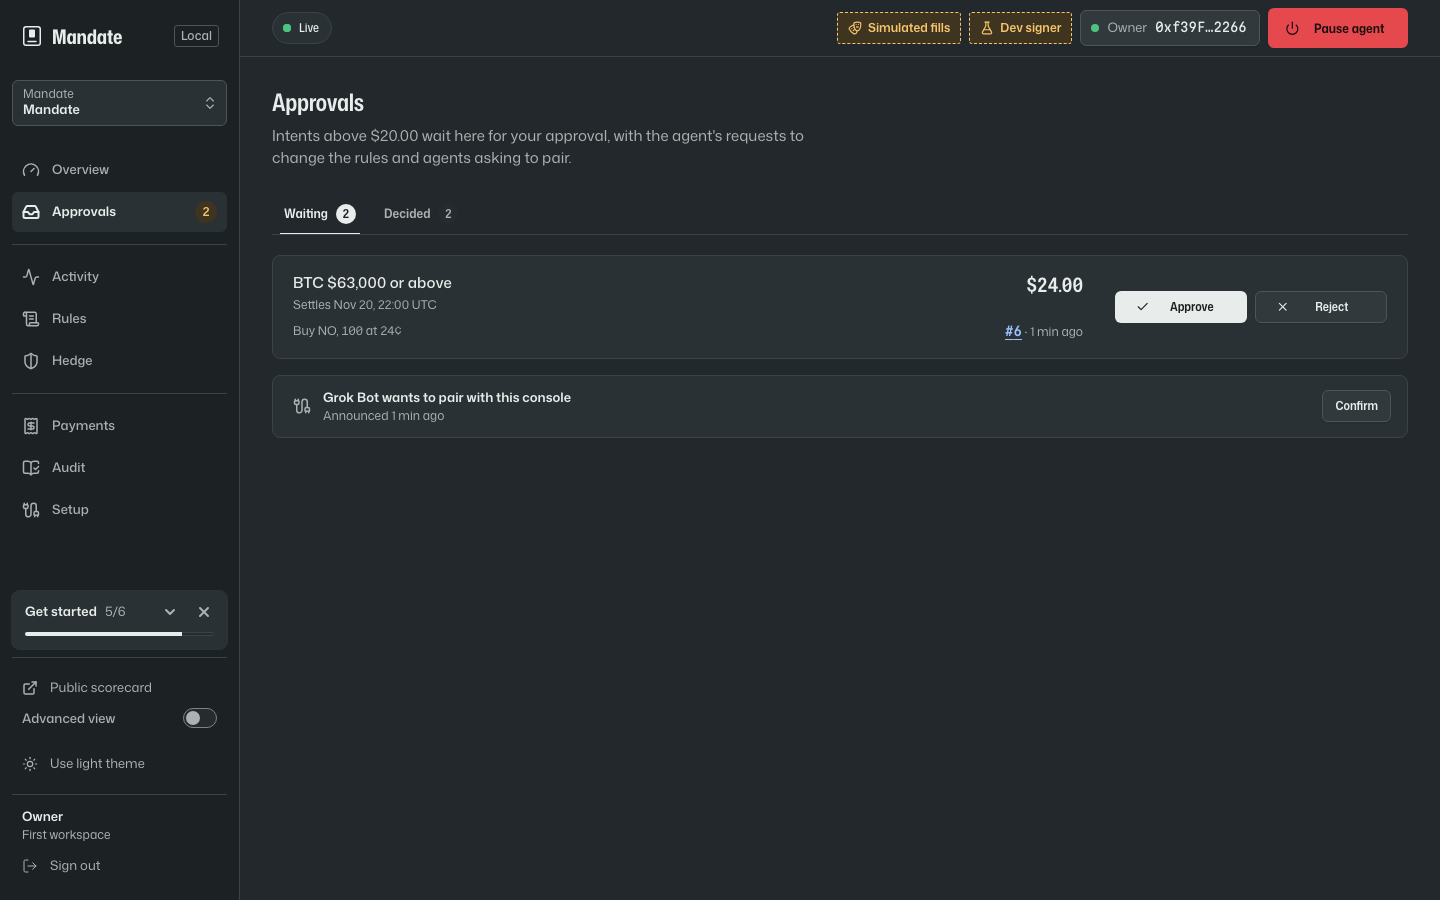 Mandate
Local
Mandate
Mandate
Overview
Approvals 2
Activity
Rules
Hedge
Payments
Audit
Setup
Get started 5/6
Public scorecard
Advanced view
Use light theme
Owner
First workspace
Sign out
Live
Simulated fills
Dev signer
Owner 0xf39F…2266
Pause agent
Approvals
Intents above $20.00 wait here for your approval, with the agent's requests to
change the rules and agents asking to pair.
Waiting 2
Decided 2
BTC $63,000 or above
Settles Nov 20, 22:00 UTC
Buy NO, 100 at 24¢
$24.00
#6 · 1 min ago
Approve
Reject
Grok Bot wants to pair with this console
Announced 1 min ago
Confirm